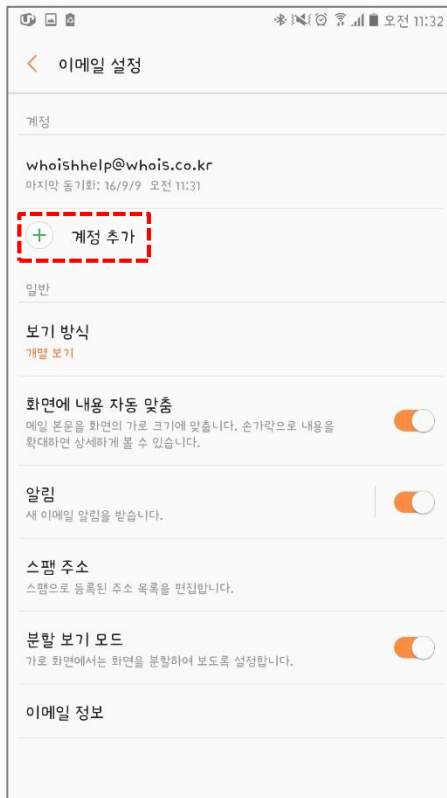 오전 11:32
이메일 설정
계정
whoishhelp@whois.co.kr
마지막 동기화: 16/9/9 오전 11:31
계정 추가
일반
보기 방식
개별 보기
화면에 내용 자동 맞춤
메일 본문을 화면의 가로 크기에 맞춥니다. 손가락으로 내용을
확대하면 상세하게 볼 수 있습니다.
알림
새 이메일 알림을 받습니다.
스팸 주소
스팸으로 등록된 주소 목록을 편집합니다.
분할 보기 모드
가로 화면에서는 화면을 분할하여 보도록 설정합니다.
이메일 정보